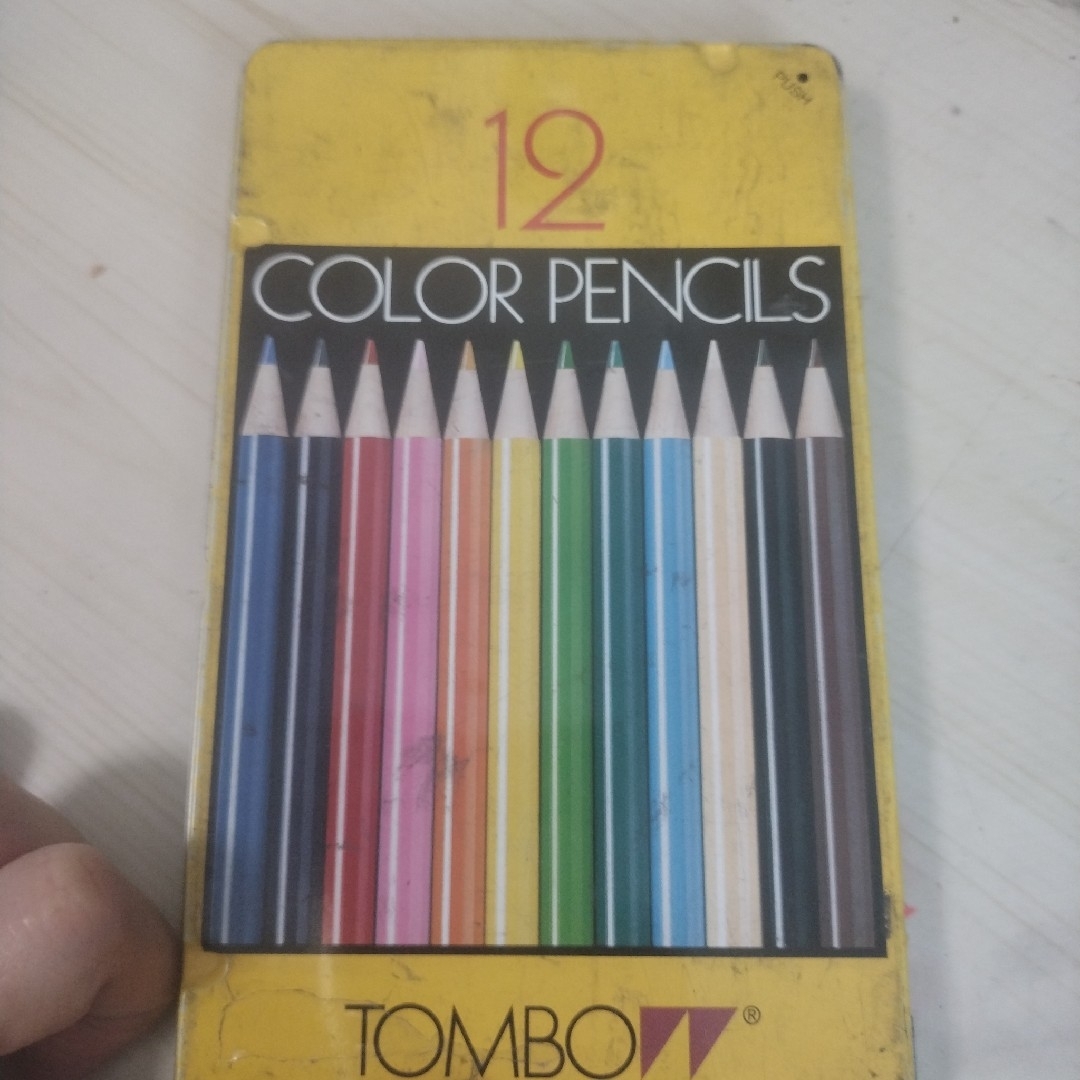 PUSH
12
COLOR PENCILS
TOMBOW®